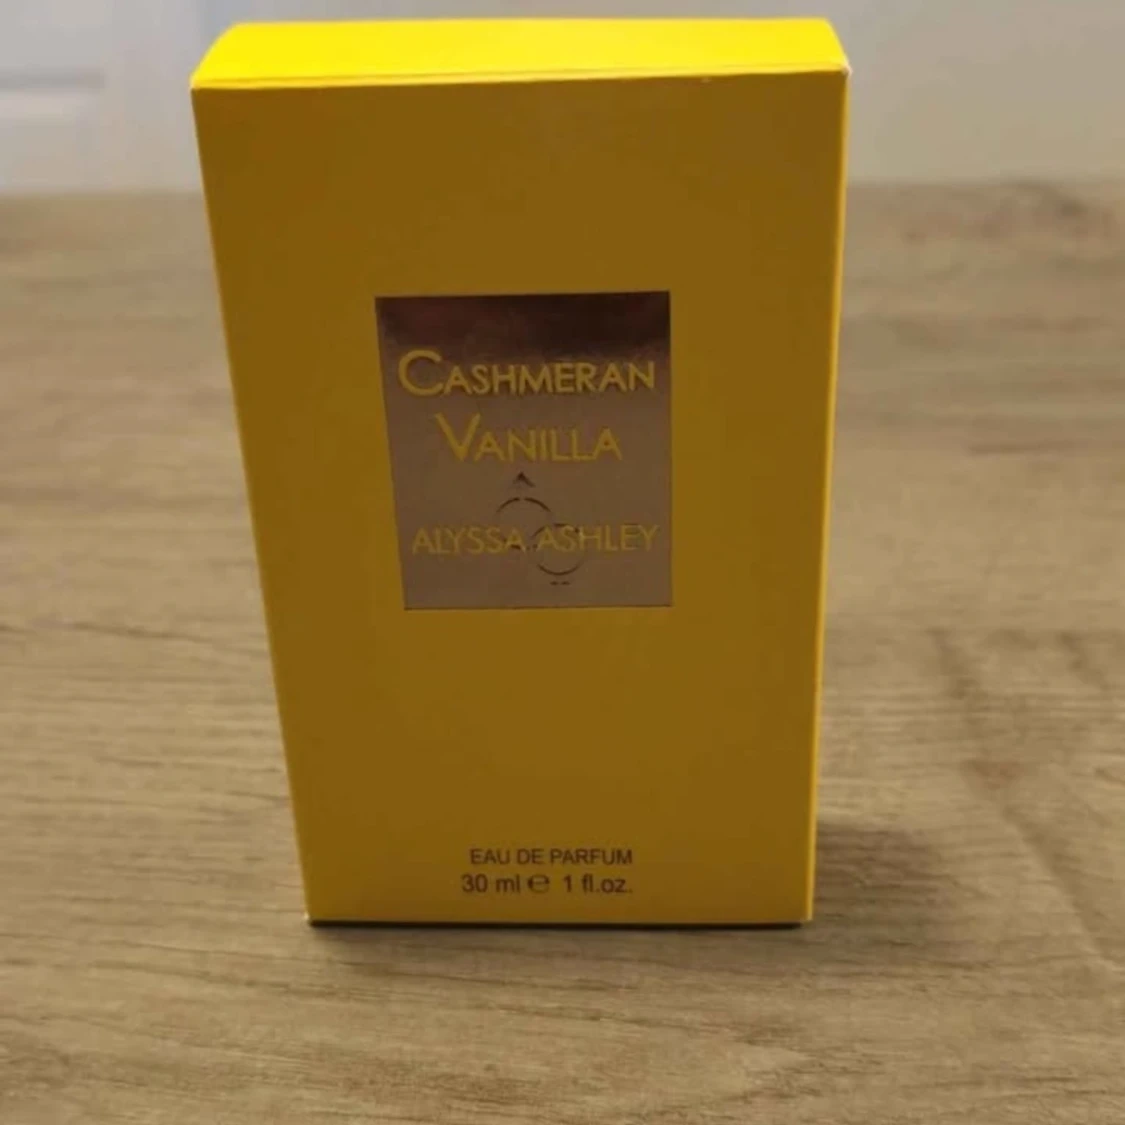 CASHMERAN
VANILLA
ALYSSA ASHLEY
EAU DE PARFUM
30 ml ℮ 1 fl.oz.